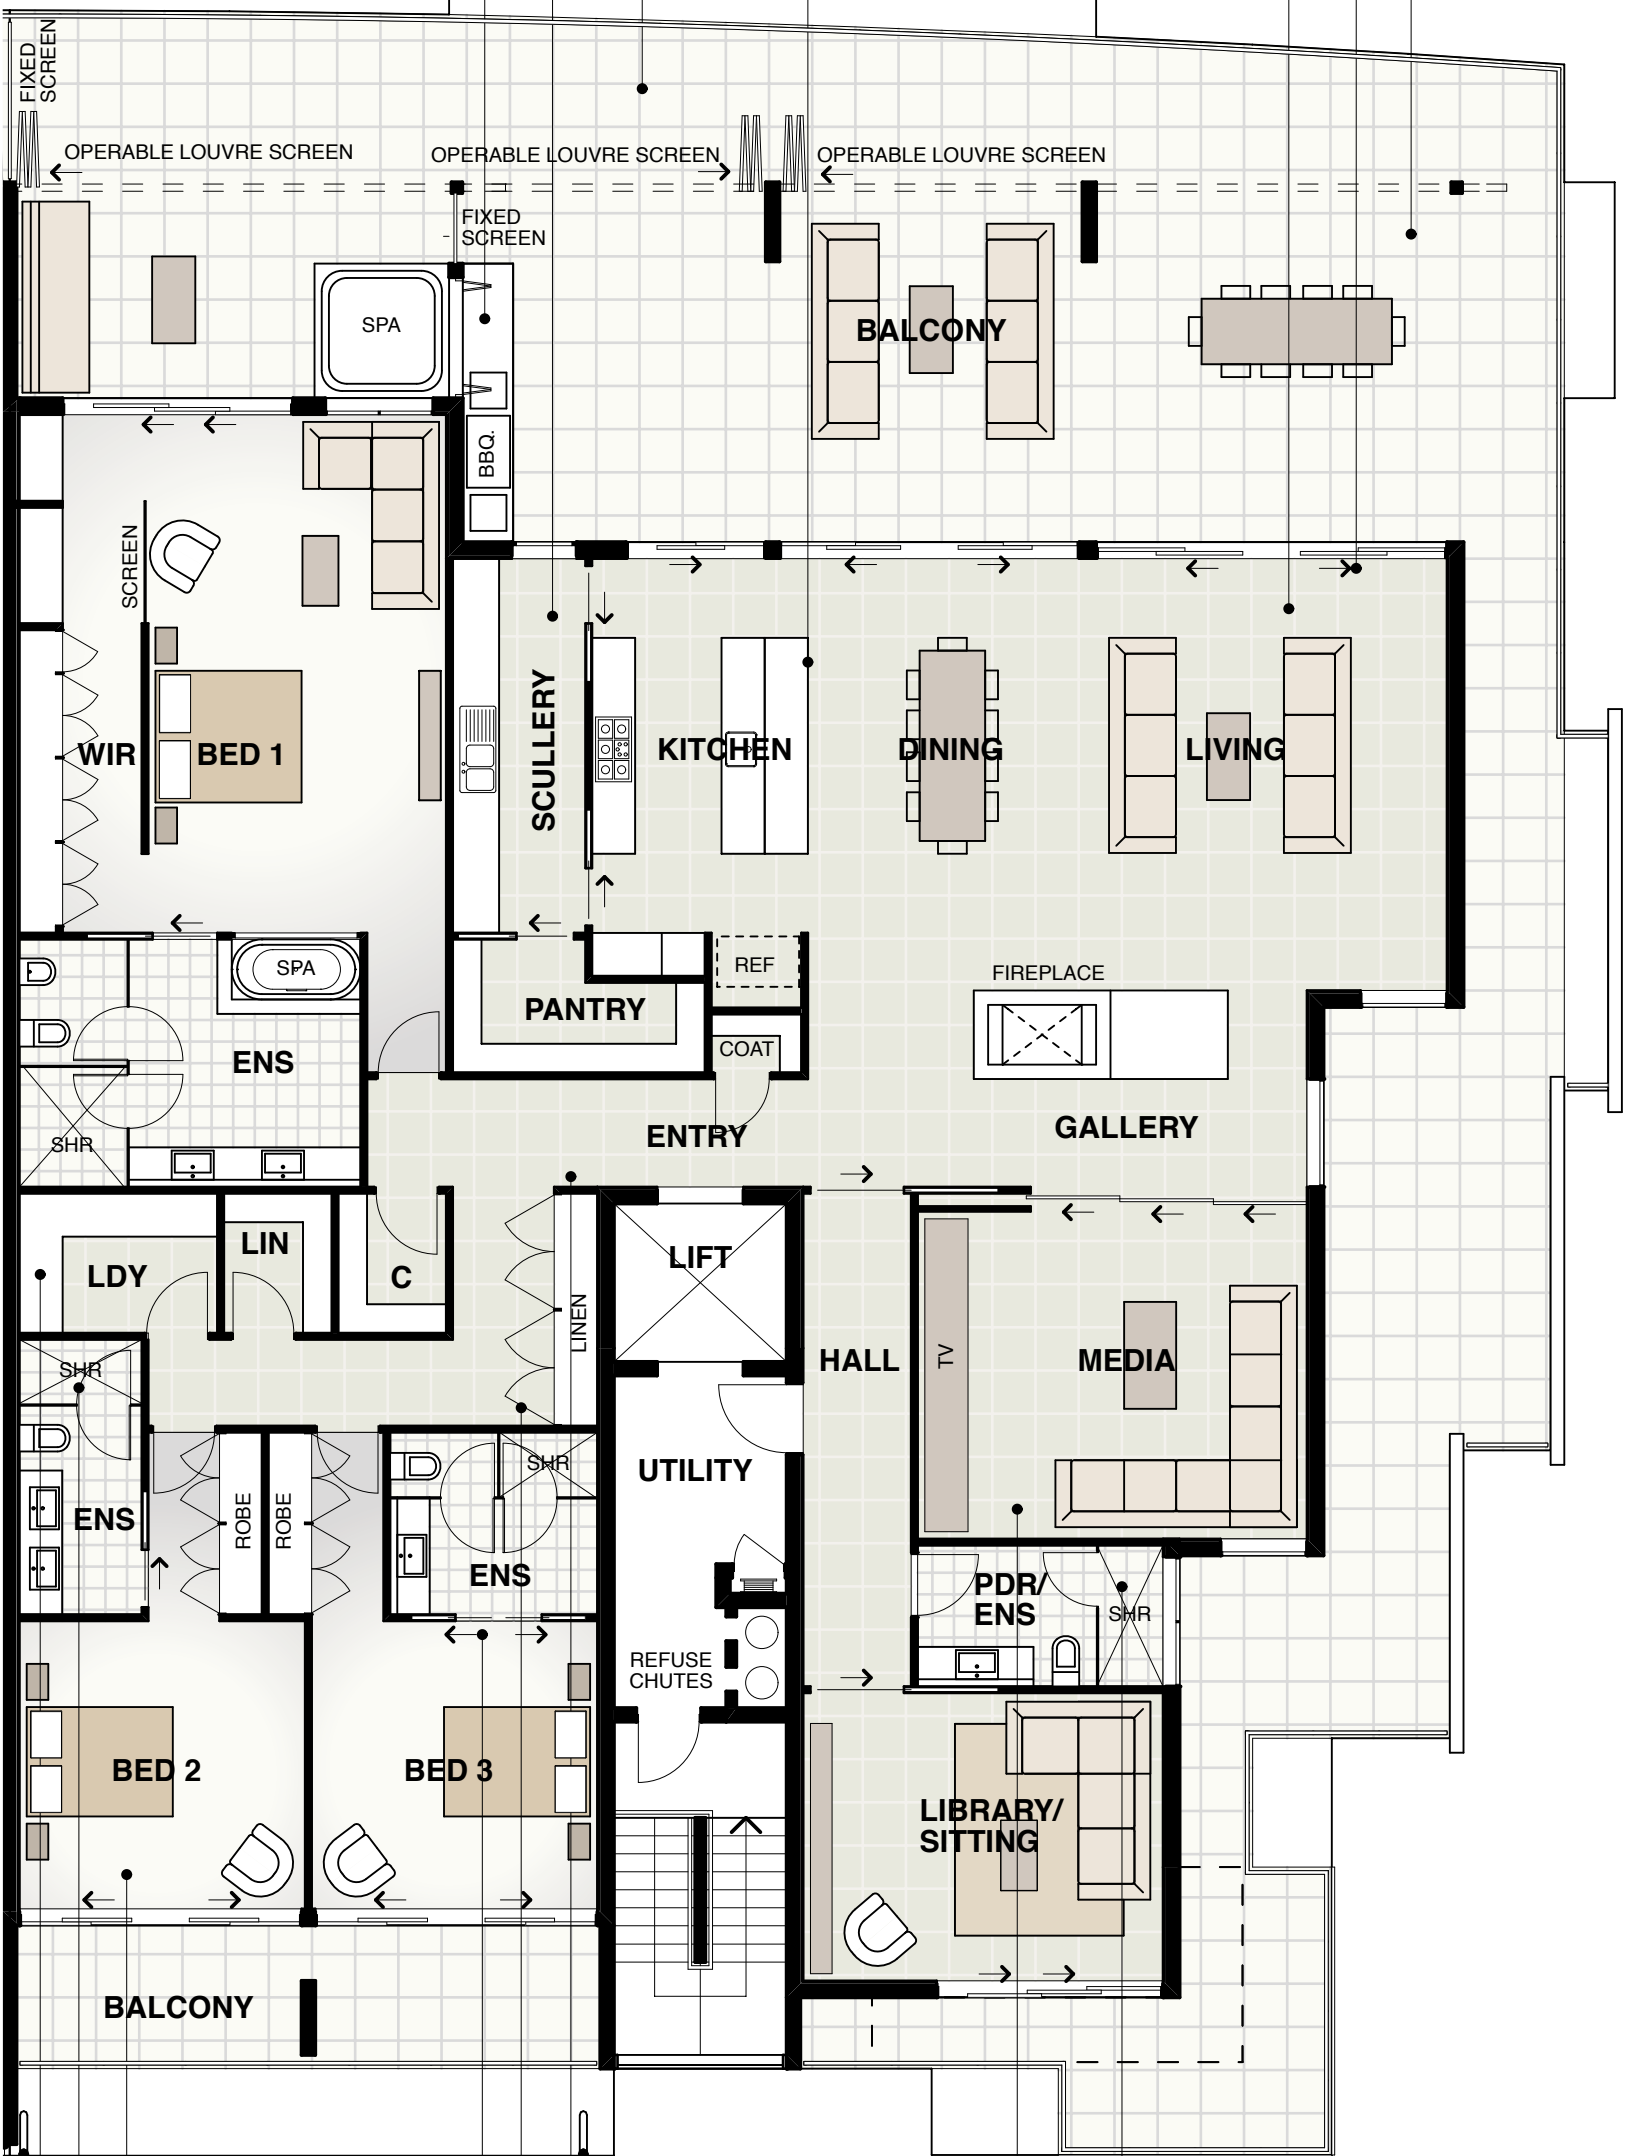 FIXED
SCREEN
OPERABLE LOUVRE SCREEN
OPERABLE LOUVRE SCREEN
OPERABLE LOUVRE SCREEN
FIXED
SCREEN
SPA
BALCONY
BBQ.
SCREEN
WIR
BED 1
SCULLERY
KITCHEN
DINING
LIVING
SPA
REF
FIREPLACE
PANTRY
COAT
ENS
SHR
ENTRY
GALLERY
LIN
LDY
C
LIFT
LINEN
HALL
TV
MEDIA
SHR
SHR
UTILITY
ENS
ROBE
ROBE
ENS
PDR/
ENS
SHR
REFUSE
CHUTES
BED 2
BED 3
LIBRARY/
SITTING
BALCONY